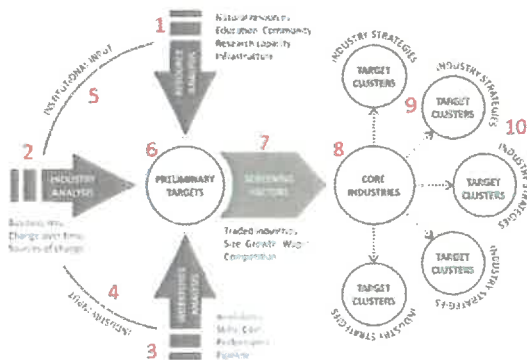 1
Natural resources
Education Community
Research capacity
Infrastructure
RESOURCE ANALYSIS
INSTITUTIONAL INPUT
5
2
INDUSTRY ANALYSIS
Business mix
Change over time
Sources of change
6
PRELIMINARY TARGETS
7
SCREENING FACTORS
Traded industries
Size Growth Wages
Competition
8
CORE INDUSTRIES
INDUSTRY STRATEGIES
TARGET CLUSTERS
9
INDUSTRY STRATEGIES
TARGET CLUSTERS
10
INDUSTRY STRATEGIES
TARGET CLUSTERS
INDUSTRY STRATEGIES
TARGET CLUSTERS
INDUSTRY STRATEGIES
TARGET CLUSTERS
4
INDUSTRY INPUT
3
ANALYSIS
Performance
Pipeline